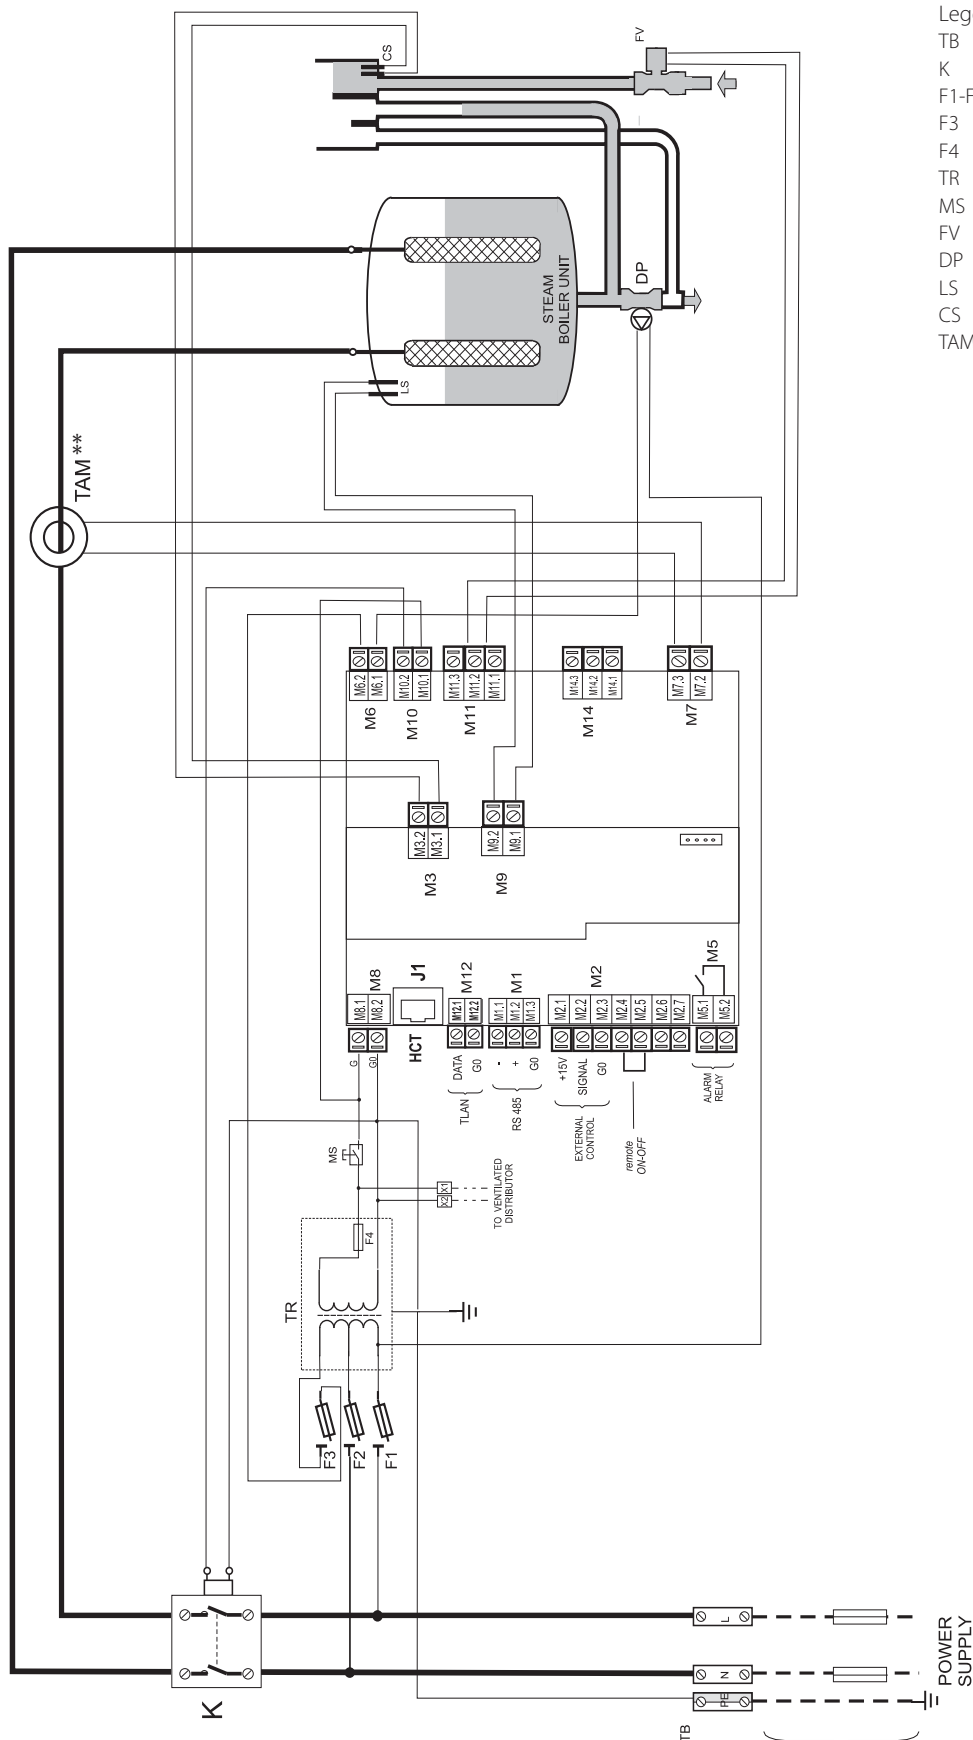 CS
FV
Leg
TB
K
F1-F
F3
F4
TR
MS
FV
DP
LS
CS
TAM
STEAM
BOILER UNIT
DP
LS
TAM **
M6.2
M6.1
M10.2
M10.1
M11.3
M11.2
M11.1
M14.3
M14.2
M14.1
M7.3
M7.2
M6
M10
M11
M14
M7
M3.2
M3.1
M9.2
M9.1
M3
M9
M8
J1
M12
M1
M2
M5
M8.1
M8.2
M12.1
M12.2
M1.1
M1.2
M1.3
M2.1
M2.2
M2.3
M2.4
M2.5
M2.6
M2.7
M5.1
M5.2
HCT
G
G0
DATA
G0
TLAN
-
+
G0
RS 485
+15V
SIGNAL
G0
EXTERNAL
CONTROL
remote
ON-OFF
ALARM
RELAY
MS
X1
X2
TO VENTILATED
DISTRIBUTOR
F4
TR
F3
F2
F1
K
L
N
PE
TB
POWER
SUPPLY